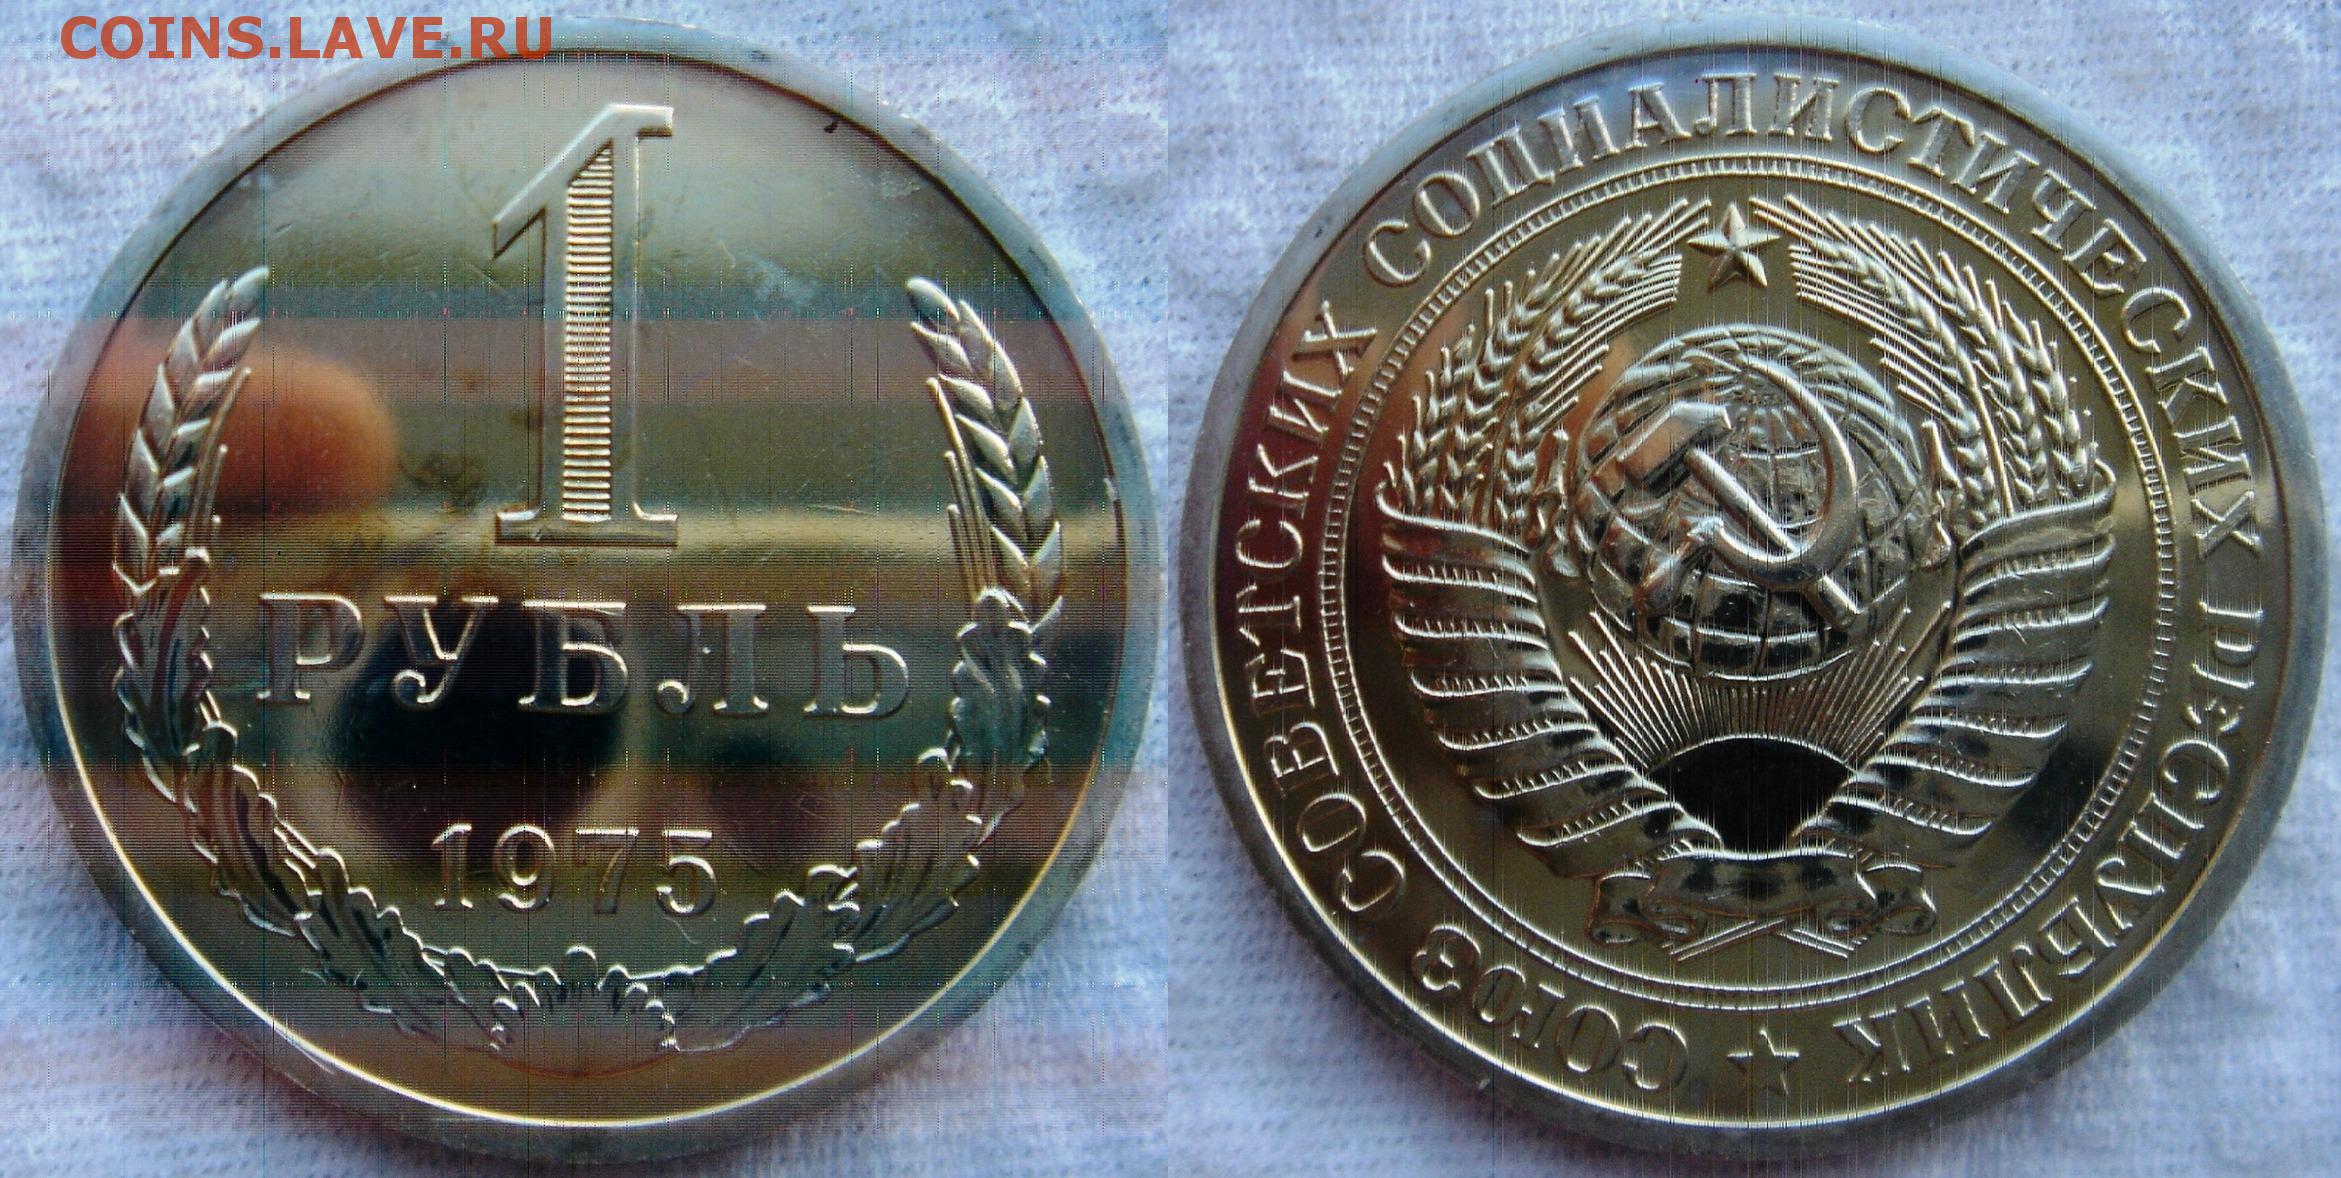 COINS.LAVE.RU
1
РУБЛЬ
1975
СОЮЗ СОВЕТСКИХ СОЦИАЛИСТИЧЕСКИХ РЕСПУБЛИК